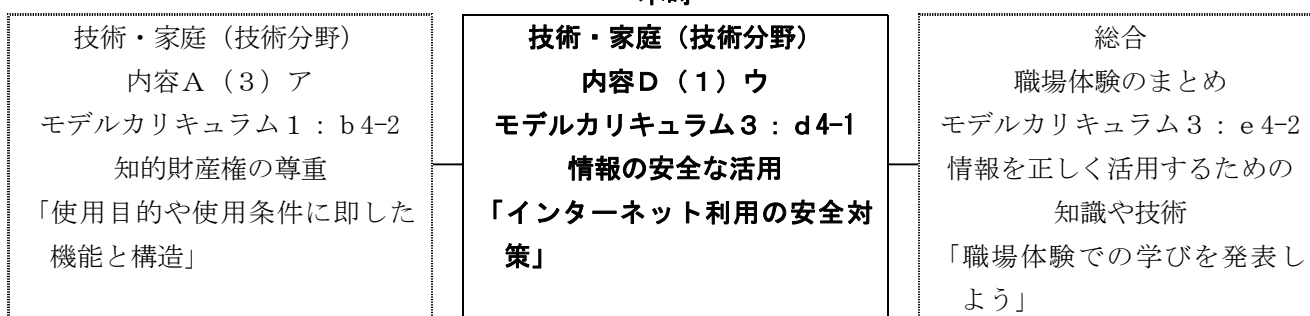 技術・家庭（技術分野）
内容Ａ（３）ア
モデルカリキュラム１：ｂ4-2
知的財産権の尊重
「使用目的や使用条件に即した
機能と構造」
技術・家庭（技術分野）
内容Ｄ（１）ウ
モデルカリキュラム３：ｄ4-1
情報の安全な活用
「インターネット利用の安全対
策」
総合
職場体験のまとめ
モデルカリキュラム３：ｅ4-2
情報を正しく活用するための
知識や技術
「職場体験での学びを発表し
よう」